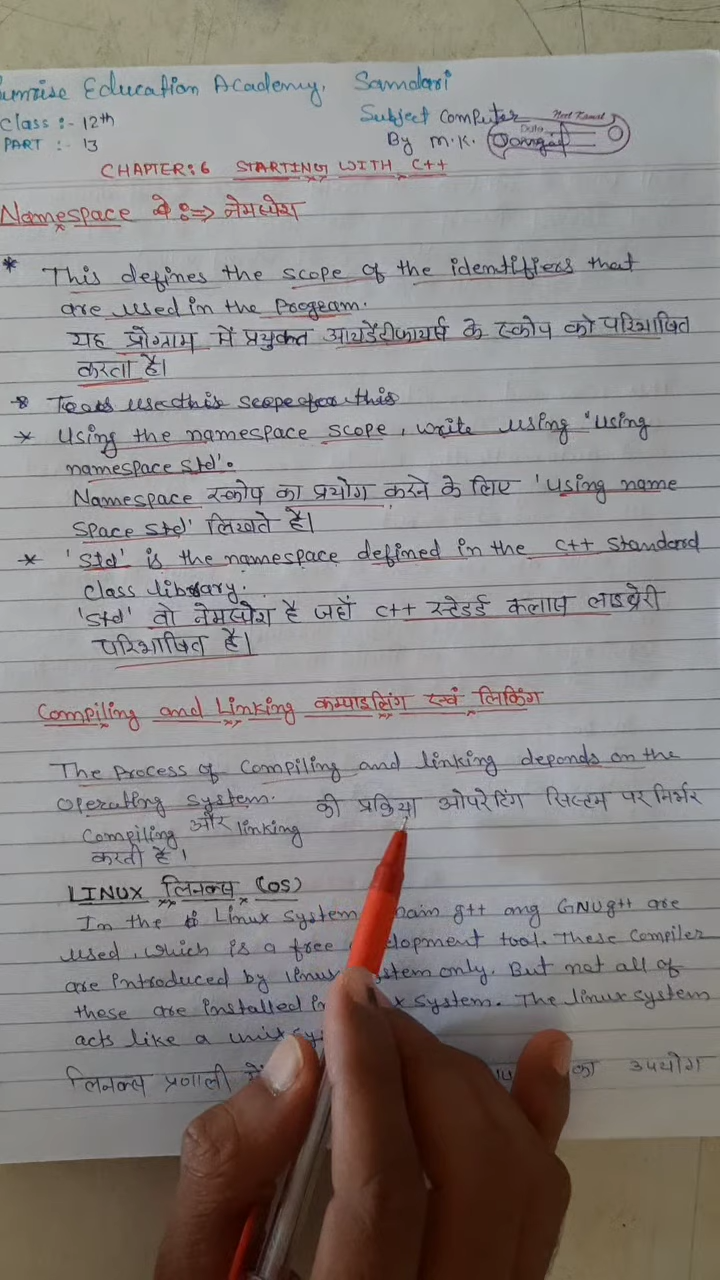 Education Academy, Samdari
Class :- 12th
Subject Computer
PART :- 13
By M.K.
CHAPTER:6 STARTING WITH C++
Namespace :=> नेमस्पेश
* This defines the scope of the identifiers that
are used in the Program.
यह प्रोग्राम में प्रयुक्त आयडेंटीफायर्स के स्कोप को परिभाषित
करता है।
* Using the namespace scope, write using 'using
namespace std'.
Namespace स्कोप का प्रयोग करने के लिए 'using name
space std' लिखते है।
* 'std' is the namespace defined in the C++ standard
class library.
'std' वो नेमस्पेश है जहाँ C++ स्टेडर्ड कलास लाइब्रेरी
परिभाषित है।
Compiling and Linking कम्पाइलिंग एवं लिकिंग
The Process of Compiling and linking depends on the
operating system.
Compiling और linking की प्रक्रिया ओपरेटिंग सिस्टम पर निर्भर
करती है।
LINUX लिनक्स (OS)
In the Linux system g++ ang GNUg++ are
used, which is a free tool. These Compiler
are introduced by linux only. But not all of
these are installed system. The linux system
acts like a
लिनक्स प्रणाली का उपयोग